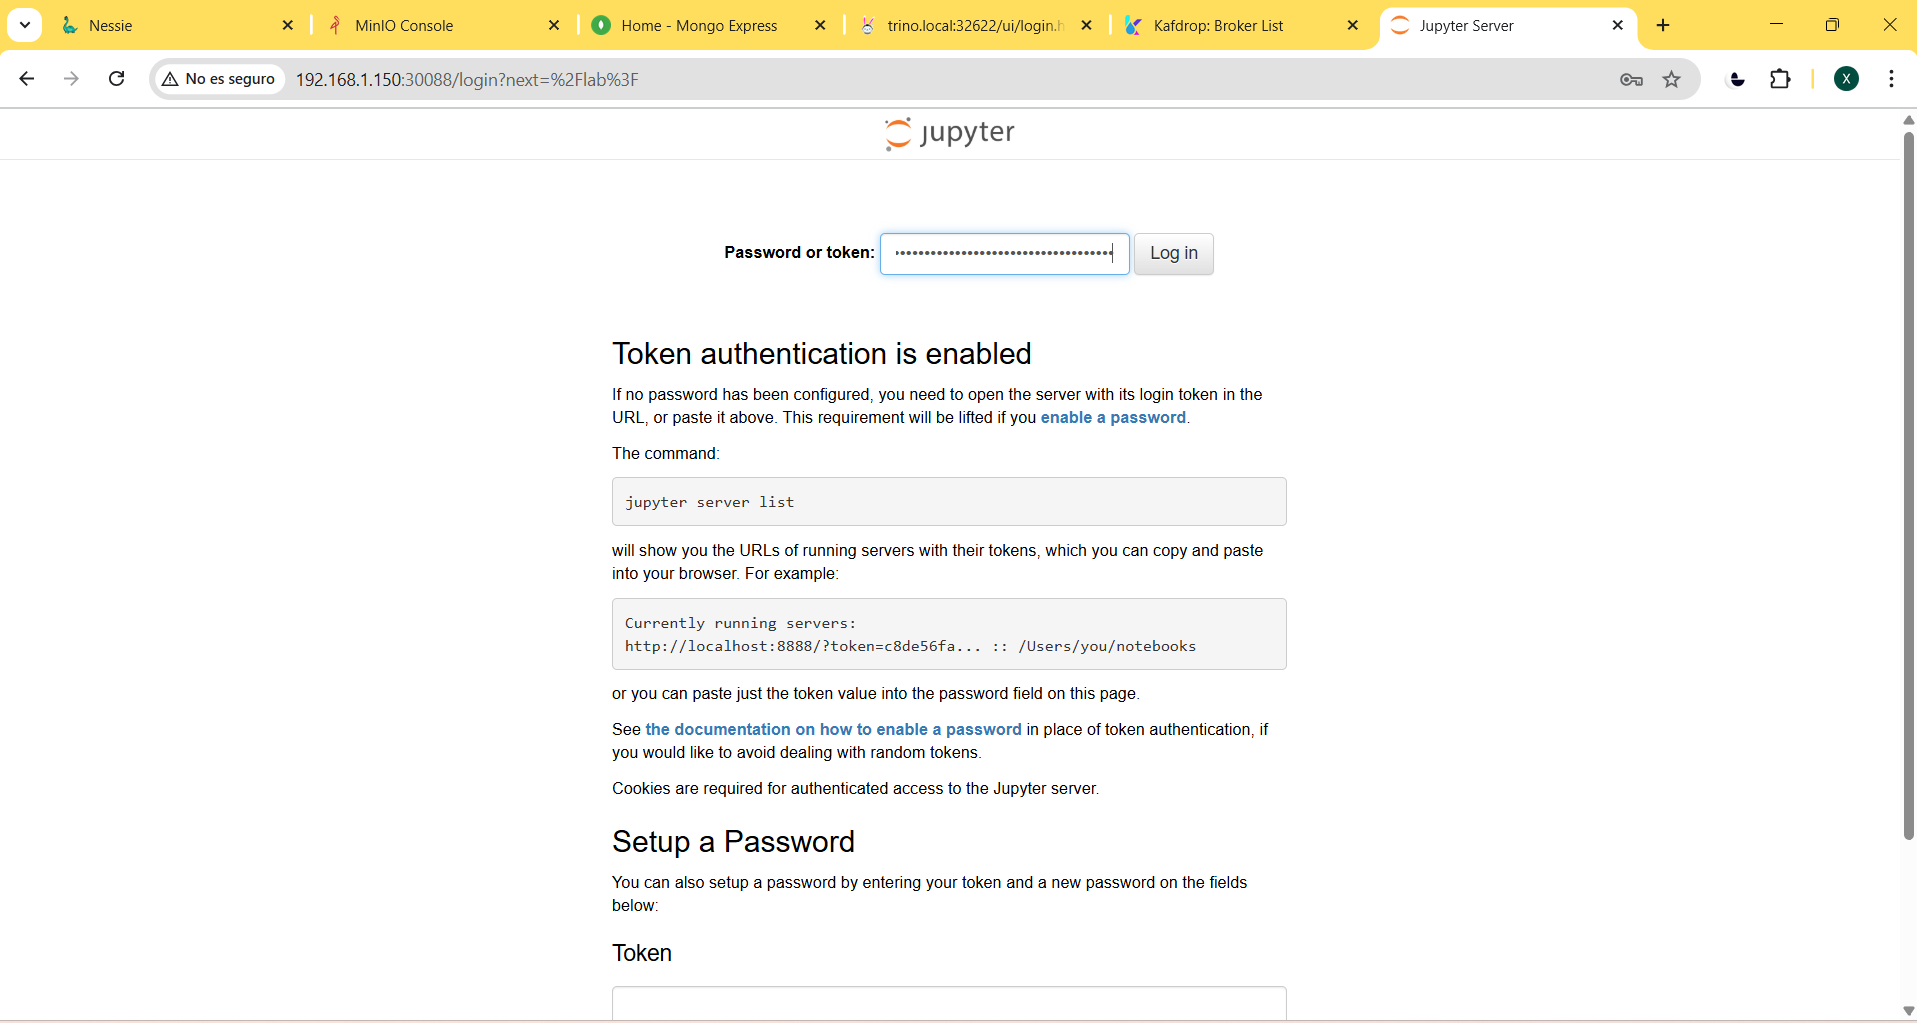 Nessie
MinIO Console
Home - Mongo Express
trino.local:32622/ui/login.h
Kafdrop: Broker List
Jupyter Server
No es seguro
192.168.1.150:30088/login?next=%2Flab%3F
X
jupyter
Password or token:
Log in
Token authentication is enabled
If no password has been configured, you need to open the server with its login token in the
URL, or paste it above. This requirement will be lifted if you enable a password.
The command:
jupyter server list
will show you the URLs of running servers with their tokens, which you can copy and paste
into your browser. For example:
Currently running servers:
http://localhost:8888/?token=c8de56fa... :: /Users/you/notebooks
or you can paste just the token value into the password field on this page.
See the documentation on how to enable a password in place of token authentication, if
you would like to avoid dealing with random tokens.
Cookies are required for authenticated access to the Jupyter server.
Setup a Password
You can also setup a password by entering your token and a new password on the fields
below:
Token